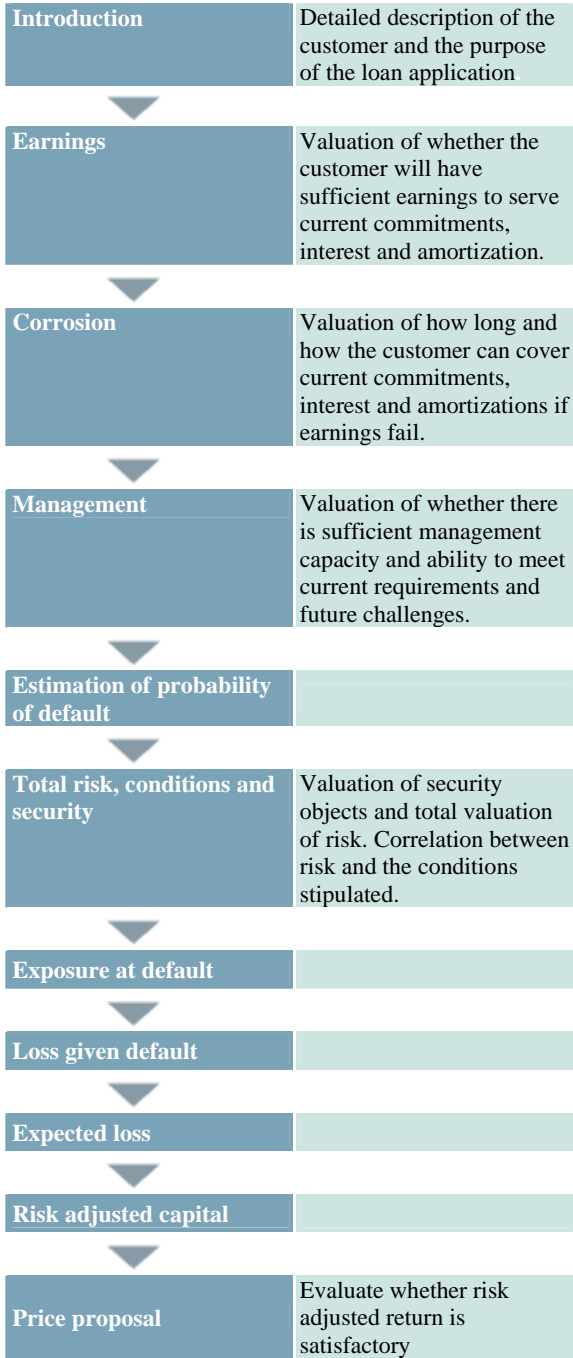 Introduction
Detailed description of the
customer and the purpose
of the loan application.
Earnings
Valuation of whether the
customer will have
sufficient earnings to serve
current commitments,
interest and amortization.
Corrosion
Valuation of how long and
how the customer can cover
current commitments,
interest and amortizations if
earnings fail.
Management
Valuation of whether there
is sufficient management
capacity and ability to meet
current requirements and
future challenges.
Estimation of probability
of default
Total risk, conditions and
security
Valuation of security
objects and total valuation
of risk. Correlation between
risk and the conditions
stipulated.
Exposure at default
Loss given default
Expected loss
Risk adjusted capital
Price proposal
Evaluate whether risk
adjusted return is
satisfactory